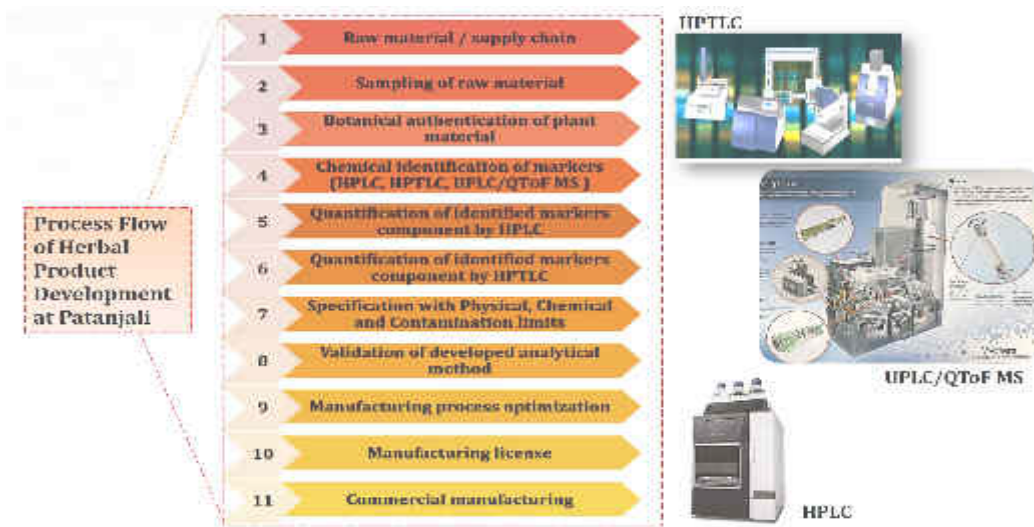 Process Flow
of Herbal
Product
Development
at Patanjali
1 Raw material / supply chain
2 Sampling of raw material
3 Botanical authentication of plant
material
4 Chemical identification of markers
(HPLC, HPTLC, UPLC/QToF MS )
5 Quantification of identified markers
component by HPLC
6 Quantification of identified markers
component by HPTLC
7 Specification with Physical, Chemical
and Contamination limits
8 Validation of developed analytical
method
9 Manufacturing process optimization
10 Manufacturing license
11 Commercial manufacturing
HPTLC
UPLC/QToF MS
HPLC